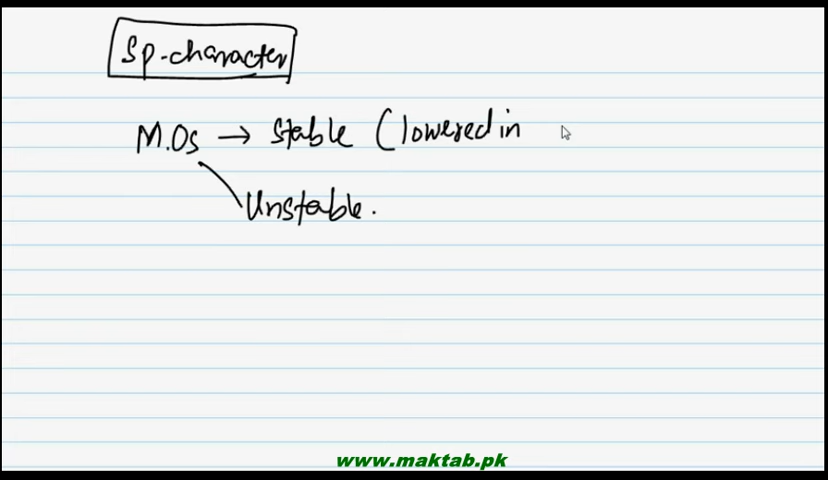 Sp-character
M.Os → Stable (lowered in
Unstable.
www.maktab.pk